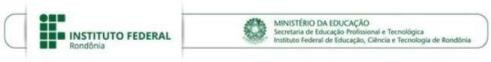 INSTITUTO FEDERAL
Rondônia
MINISTÉRIO DA EDUCAÇÃO
Secretaria de Educação Profissional e Tecnológica
Instituto Federal de Educação, Ciência e Tecnologia de Rondônia